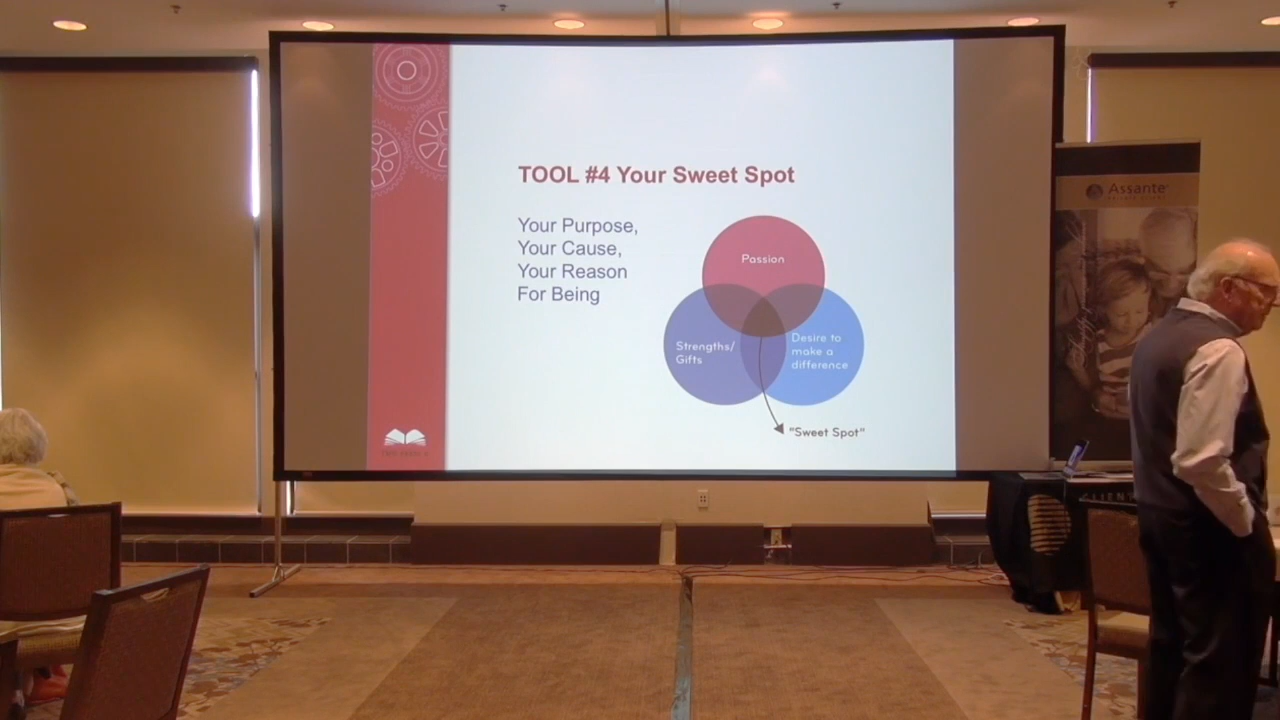 TOOL #4 Your Sweet Spot
Your Purpose,
Your Cause,
Your Reason
For Being
Passion
Strengths/
Gifts
Desire to
make a
difference
"Sweet Spot"
Assante
CLIENT